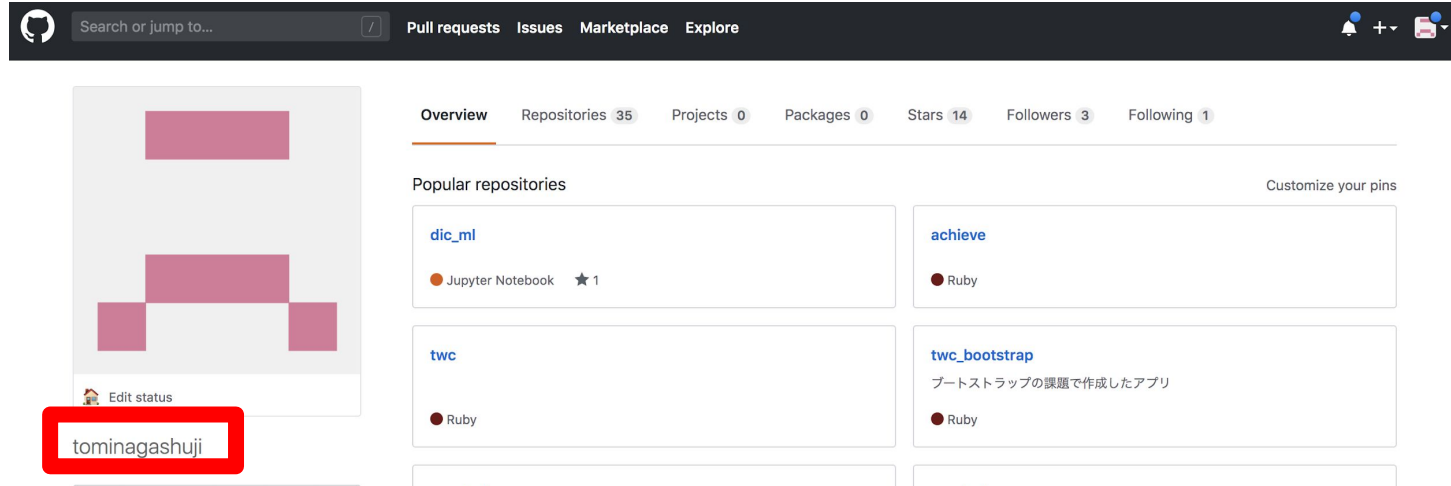 Search or jump to... /
Pull requests Issues Marketplace Explore
Overview Repositories 35 Projects 0 Packages 0 Stars 14 Followers 3 Following 1
Popular repositories Customize your pins
dic_ml
Jupyter Notebook 1
achieve
Ruby
twc
Ruby
twc_bootstrap
ブートストラップの課題で作成したアプリ
Ruby
Edit status
tominagashuji